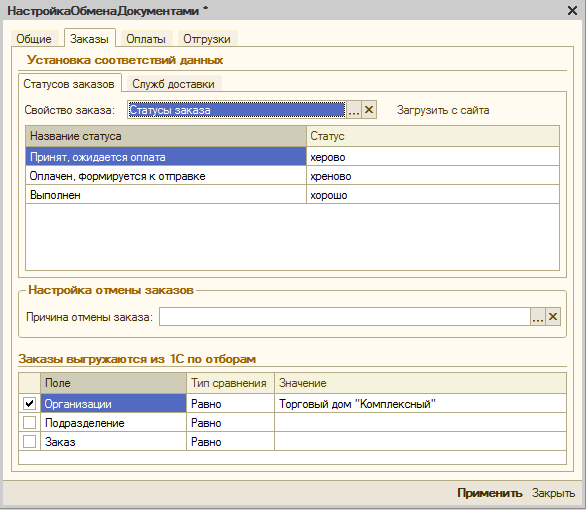 НастройкаОбменаДокументами *
Общие Заказы Оплаты Отгрузки
Установка соответствий данных
Статусов заказов Служб доставки
Свойство заказа: Статусы заказа ... Загрузить с сайта
Название статуса Статус
Принят, ожидается оплата херово
Оплачен, формируется к отправке хреново
Выполнен хорошо
Настройка отмены заказов
Причина отмены заказа: ...
Заказы выгружаются из 1С по отборам
Поле Тип сравнения Значение
Организации Равно Торговый дом "Комплексный"
Подразделение Равно
Заказ Равно
Применить Закрыть